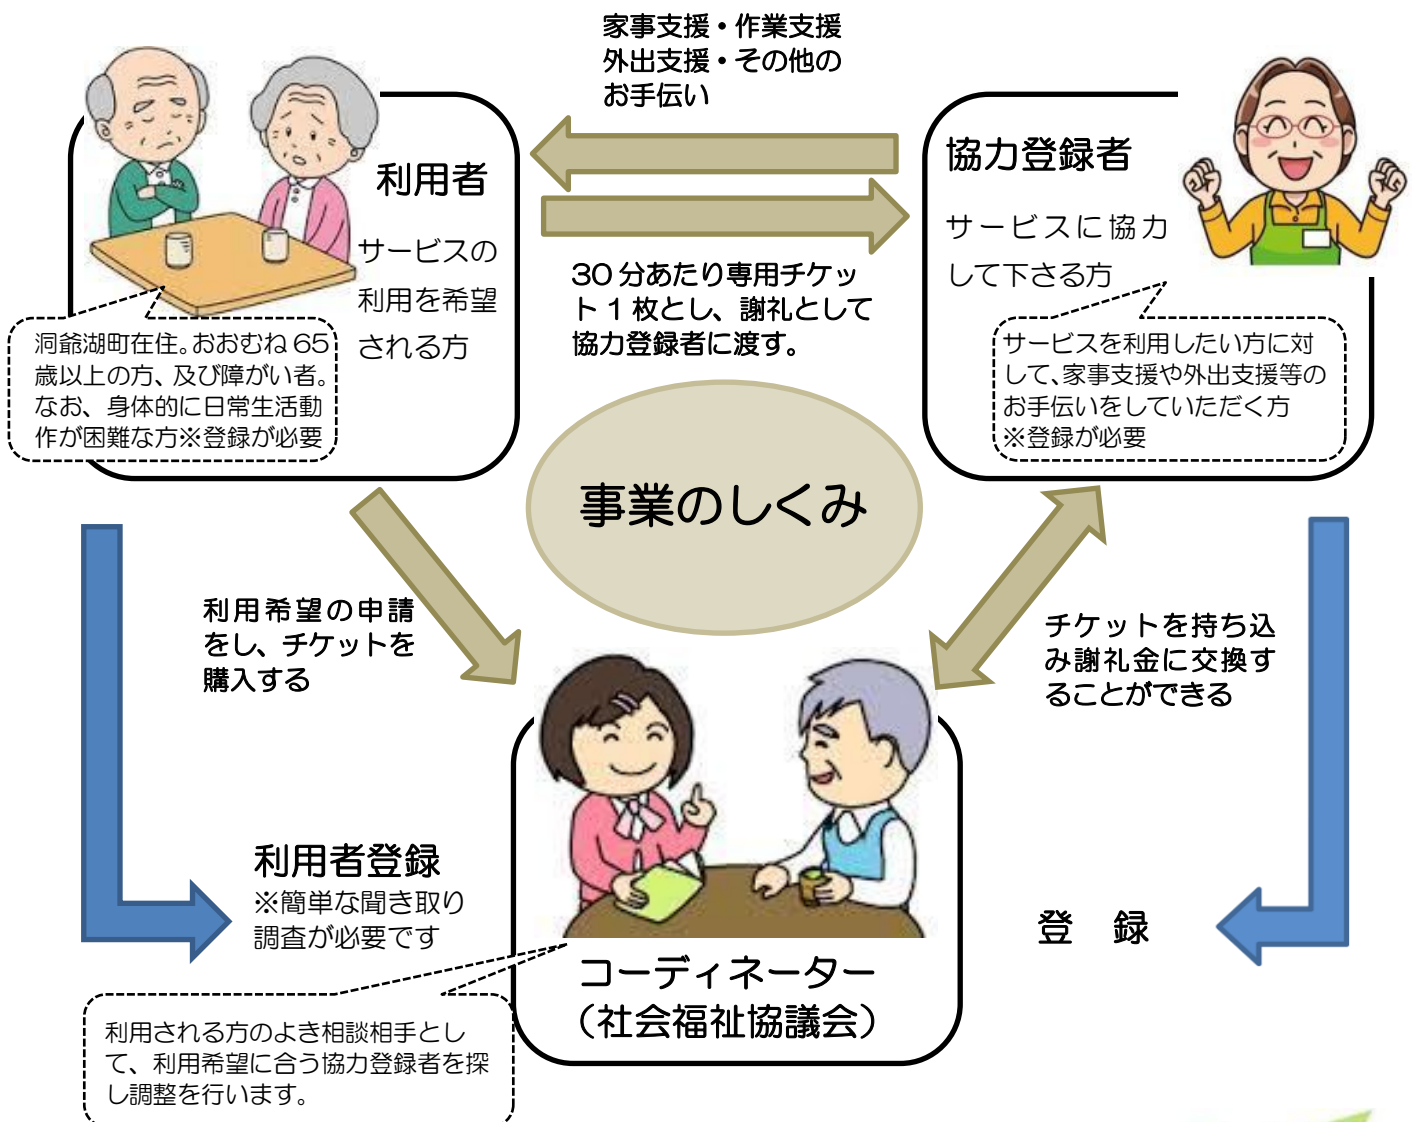 家事支援・作業支援
外出支援・その他の
お手伝い
利用者
サービスの
利用を希望
される方
洞爺湖町在住。おおむね 65
歳以上の方、及び障がい者。
なお、身体的に日常生活動
作が困難な方※登録が必要
30 分あたり専用チケッ
ト 1 枚とし、謝礼として
協力登録者に渡す。
協力登録者
サービスに協力
して下さる方
サービスを利用したい方に対
して、家事支援や外出支援等の
お手伝いをしていただく方
※登録が必要
事業のしくみ
利用希望の申請
をし、チケットを
購入する
チケットを持ち込
み謝礼金に交換す
ることができる
利用者登録
※簡単な聞き取り
調査が必要です
登　録
コーディネーター
（社会福祉協議会）
利用される方のよき相談相手とし
て、利用希望に合う協力登録者を探
し調整を行います。